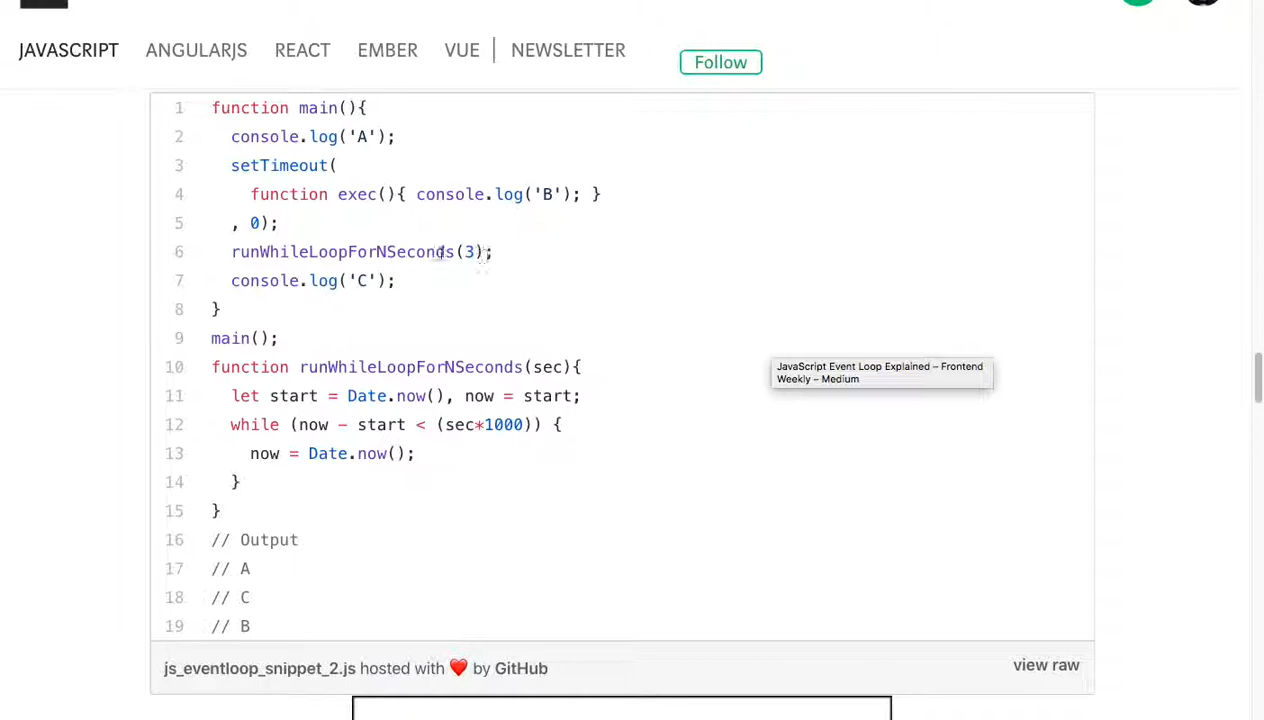 JAVASCRIPT ANGULARJS REACT EMBER VUE | NEWSLETTER Follow
1 function main(){
2 console.log('A');
3 setTimeout(
4 function exec(){ console.log('B'); }
5 , 0);
6 runWhileLoopForNSeconds(3);
7 console.log('C');
8 }
9 main();
10 function runWhileLoopForNSeconds(sec){
11 let start = Date.now(), now = start;
12 while (now - start < (sec*1000)) {
13 now = Date.now();
14 }
15 }
16 // Output
17 // A
18 // C
19 // B
JavaScript Event Loop Explained – Frontend
Weekly – Medium
js_eventloop_snippet_2.js hosted with ❤ by GitHub view raw